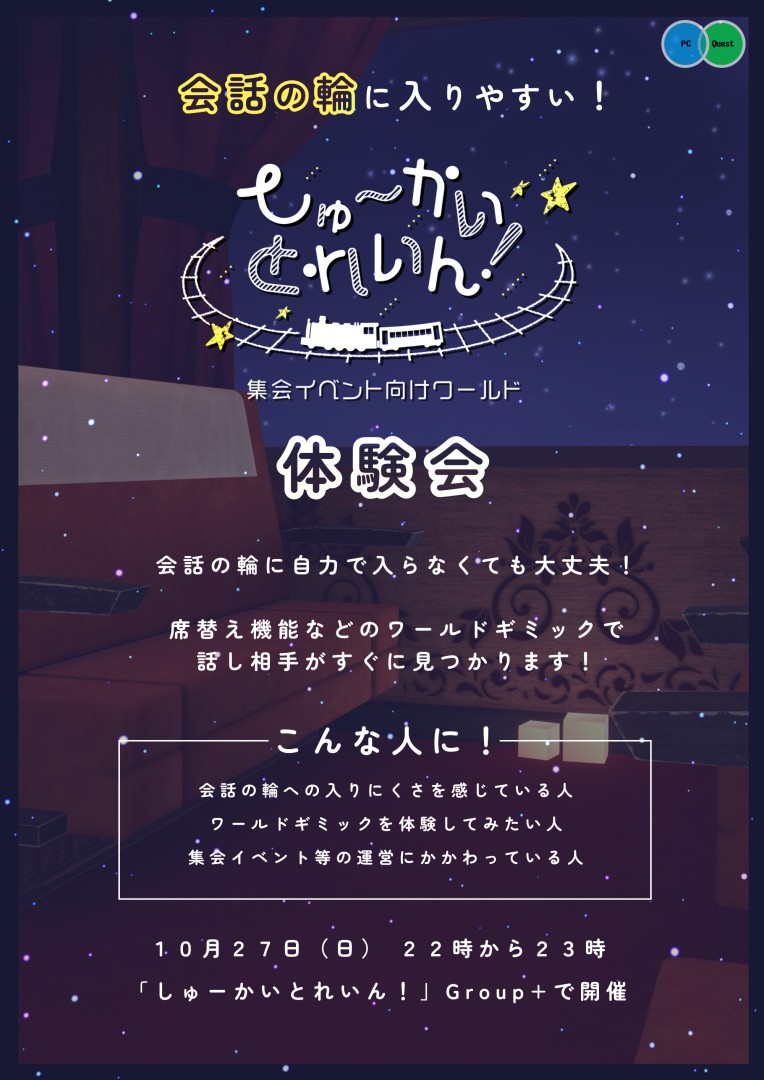 PC Quest
会話の輪に入りやすい！
しゅ～かい
とれいん！
集会イベント向けワールド
体験会
会話の輪に自力で入らなくても大丈夫！
席替え機能などのワールドギミックで
話し相手がすぐに見つかります！
こんな人に！
会話の輪への入りにくさを感じている人
ワールドギミックを体験してみたい人
集会イベント等の運営にかかわっている人
１０月２７日（日）　２２時から２３時
「しゅーかいとれいん！」Group+で開催